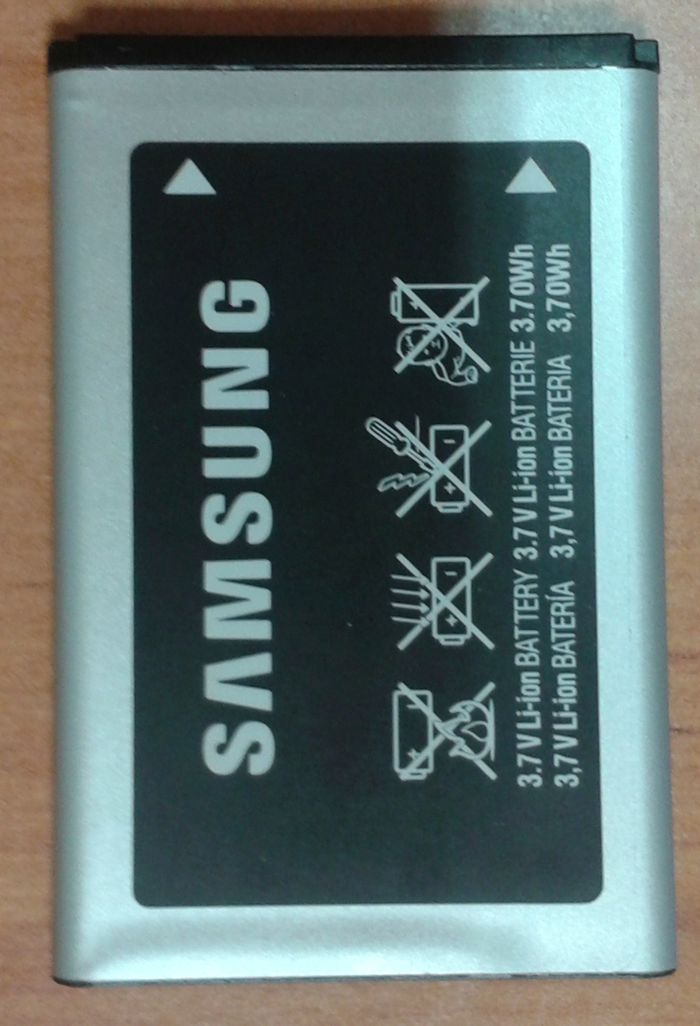 SAMSUNG
3.7 V Li-ion BATTERY 3.7 V Li-ion BATTERIE 3.70Wh
3,7 V Li-ion BATERÍA 3,7 V Li-ion BATERIA 3,70Wh